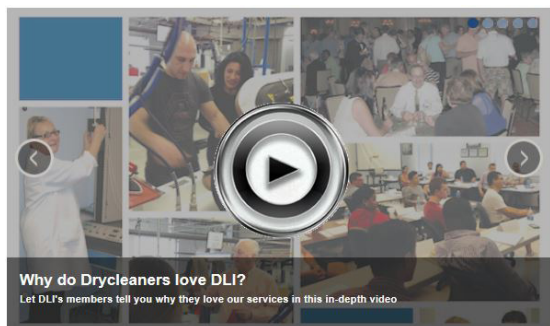 Why do Drycleaners love DLI?
Let DLI's members tell you why they love our services in this in-depth video